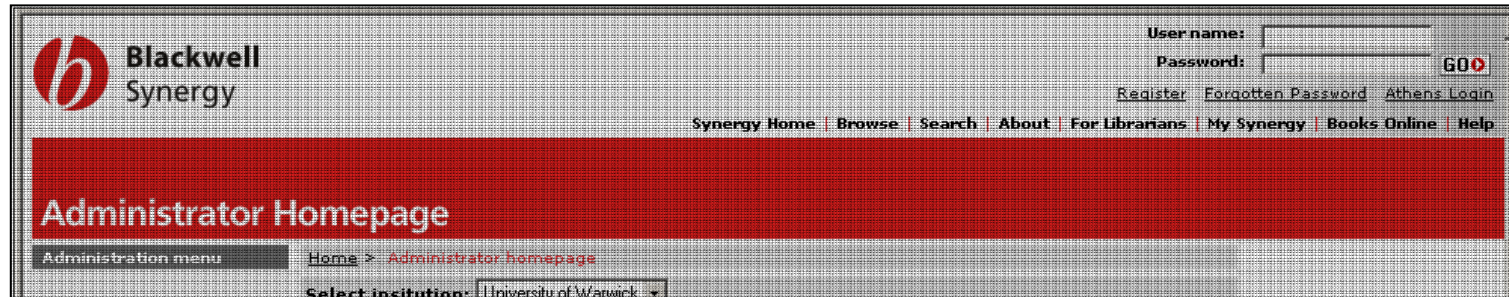 Blackwell
Synergy
User name:
Password:
GO
Register Forgotten Password Athens Login
Synergy Home | Browse | Search | About | For Librarians | My Synergy | Books Online | Help
Administrator Homepage
Administration menu
Home > Administrator homepage
Select insitution: University of Warwick